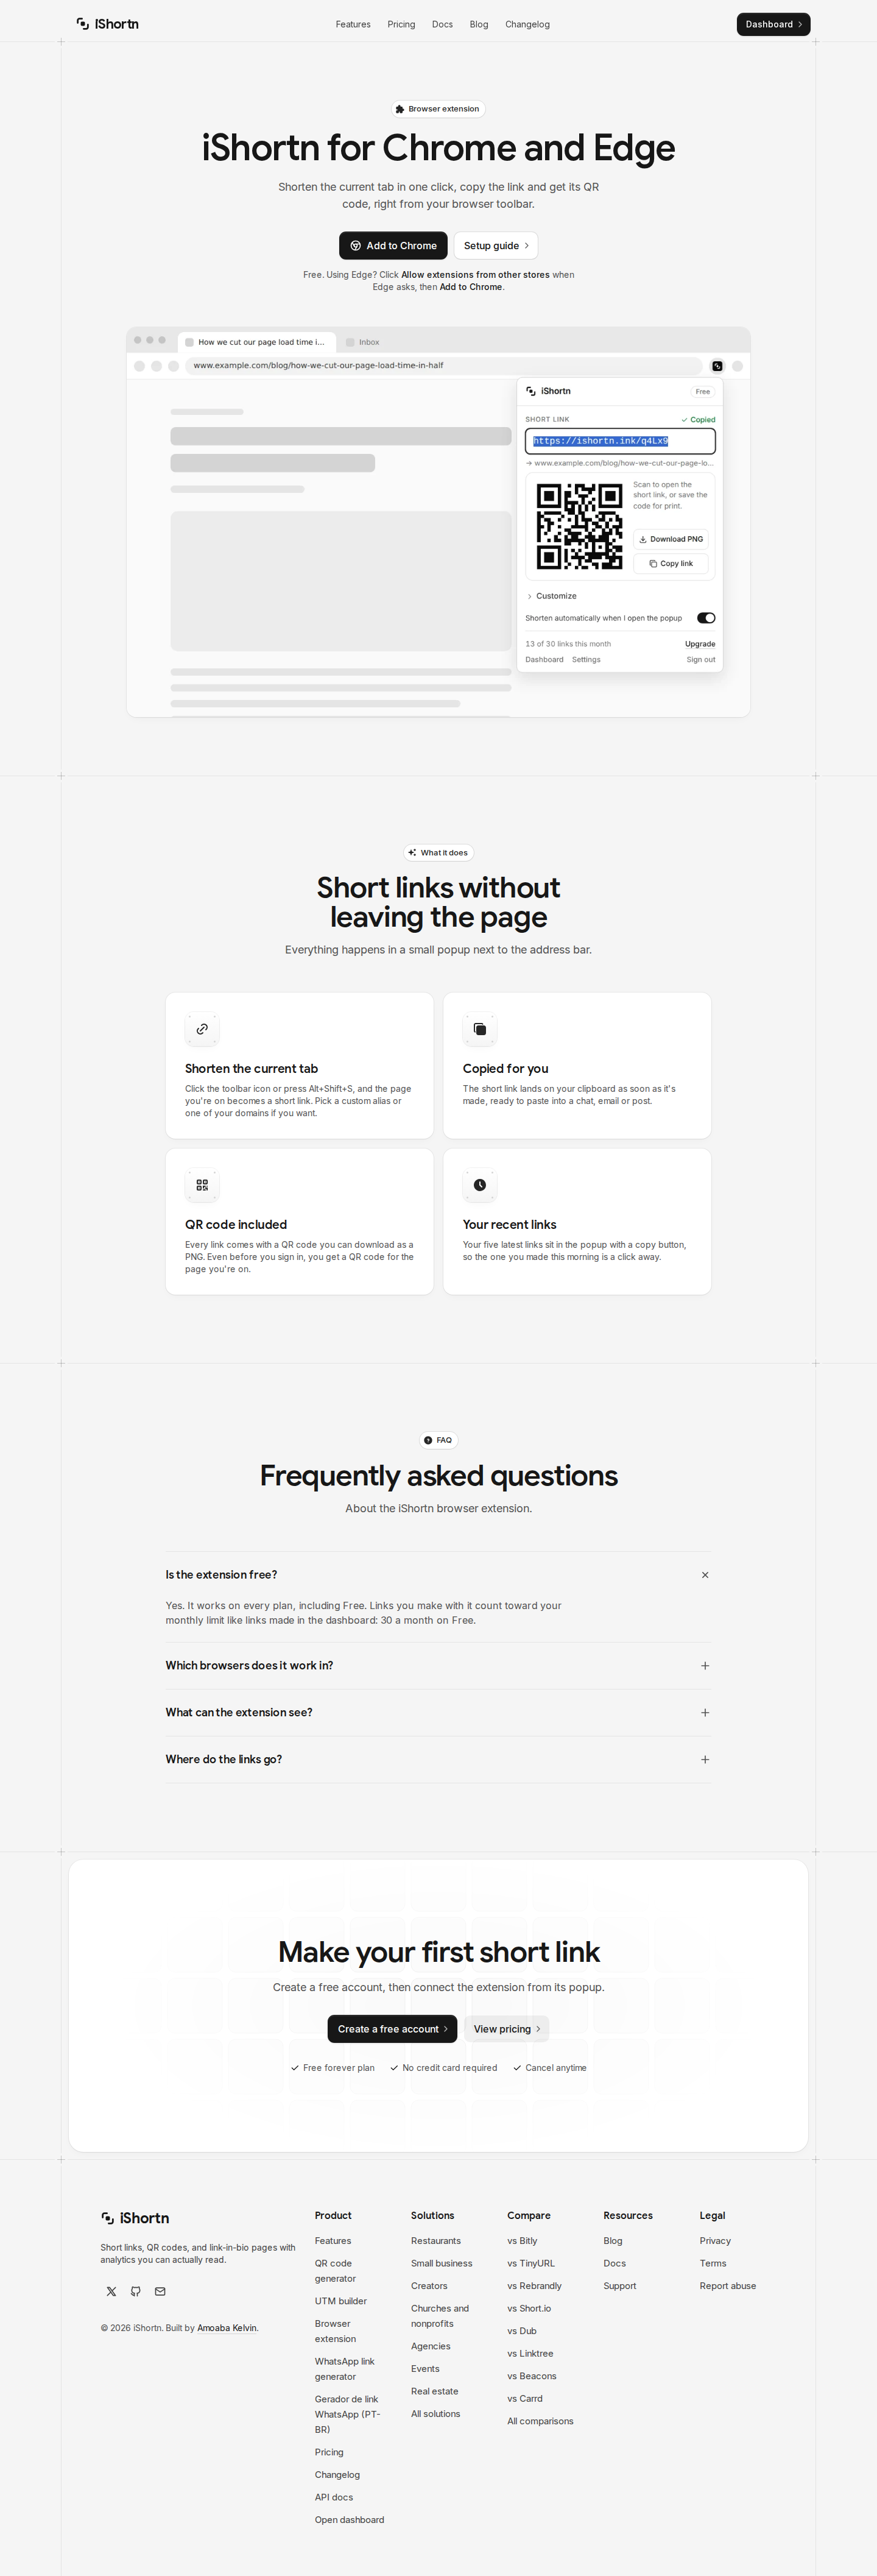 iShortn
Features Pricing Docs Blog Changelog
Dashboard
Browser extension
iShortn for Chrome and Edge
Shorten the current tab in one click, copy the link and get its QR
code, right from your browser toolbar.
Add to Chrome
Setup guide
Free. Using Edge? Click Allow extensions from other stores when
Edge asks, then Add to Chrome.
How we cut our page load time i...
Inbox
www.example.com/blog/how-we-cut-our-page-load-time-in-half
iShortn
Free
SHORT LINK
Copied
https://ishortn.ink/q4Lx9
→ www.example.com/blog/how-we-cut-our-page-lo...
Scan to open the
short link, or save the
code for print.
Download PNG
Copy link
Customize
Shorten automatically when I open the popup
13 of 30 links this month
Upgrade
Dashboard Settings
Sign out
What it does
Short links without
leaving the page
Everything happens in a small popup next to the address bar.
Shorten the current tab
Click the toolbar icon or press Alt+Shift+S, and the page
you're on becomes a short link. Pick a custom alias or
one of your domains if you want.
Copied for you
The short link lands on your clipboard as soon as it's
made, ready to paste into a chat, email or post.
QR code included
Every link comes with a QR code you can download as a
PNG. Even before you sign in, you get a QR code for the
page you're on.
Your recent links
Your five latest links sit in the popup with a copy button,
so the one you made this morning is a click away.
FAQ
Frequently asked questions
About the iShortn browser extension.
Is the extension free?
Yes. It works on every plan, including Free. Links you make with it count toward your
monthly limit like links made in the dashboard: 30 a month on Free.
Which browsers does it work in?
What can the extension see?
Where do the links go?
Make your first short link
Create a free account, then connect the extension from its popup.
Create a free account
View pricing
Free forever plan
No credit card required
Cancel anytime
iShortn
Short links, QR codes, and link-in-bio pages with
analytics you can actually read.
© 2026 iShortn. Built by Amoaba Kelvin.
Product
Features
QR code
generator
UTM builder
Browser
extension
WhatsApp link
generator
Gerador de link
WhatsApp (PT-
BR)
Pricing
Changelog
API docs
Open dashboard
Solutions
Restaurants
Small business
Creators
Churches and
nonprofits
Agencies
Events
Real estate
All solutions
Compare
vs Bitly
vs TinyURL
vs Rebrandly
vs Short.io
vs Dub
vs Linktree
vs Beacons
vs Carrd
All comparisons
Resources
Blog
Docs
Support
Legal
Privacy
Terms
Report abuse